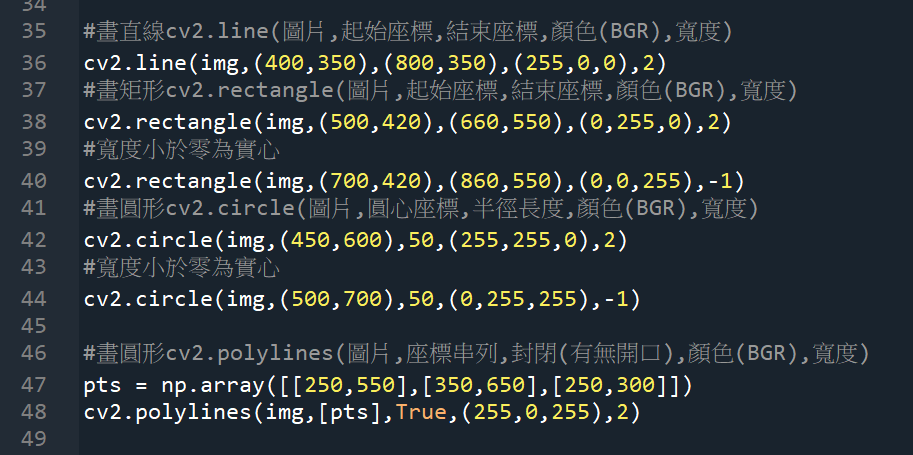 34
35 #畫直線cv2.line(圖片,起始座標,結束座標,顏色(BGR),寬度)
36 cv2.line(img,(400,350),(800,350),(255,0,0),2)
37 #畫矩形cv2.rectangle(圖片,起始座標,結束座標,顏色(BGR),寬度)
38 cv2.rectangle(img,(500,420),(660,550),(0,255,0),2)
39 #寬度小於零為實心
40 cv2.rectangle(img,(700,420),(860,550),(0,0,255),-1)
41 #畫圓形cv2.circle(圖片,圓心座標,半徑長度,顏色(BGR),寬度)
42 cv2.circle(img,(450,600),50,(255,255,0),2)
43 #寬度小於零為實心
44 cv2.circle(img,(500,700),50,(0,255,255),-1)
45
46 #畫圓形cv2.polylines(圖片,座標串列,封閉(有無開口),顏色(BGR),寬度)
47 pts = np.array([[250,550],[350,650],[250,300]])
48 cv2.polylines(img,[pts],True,(255,0,255),2)
49